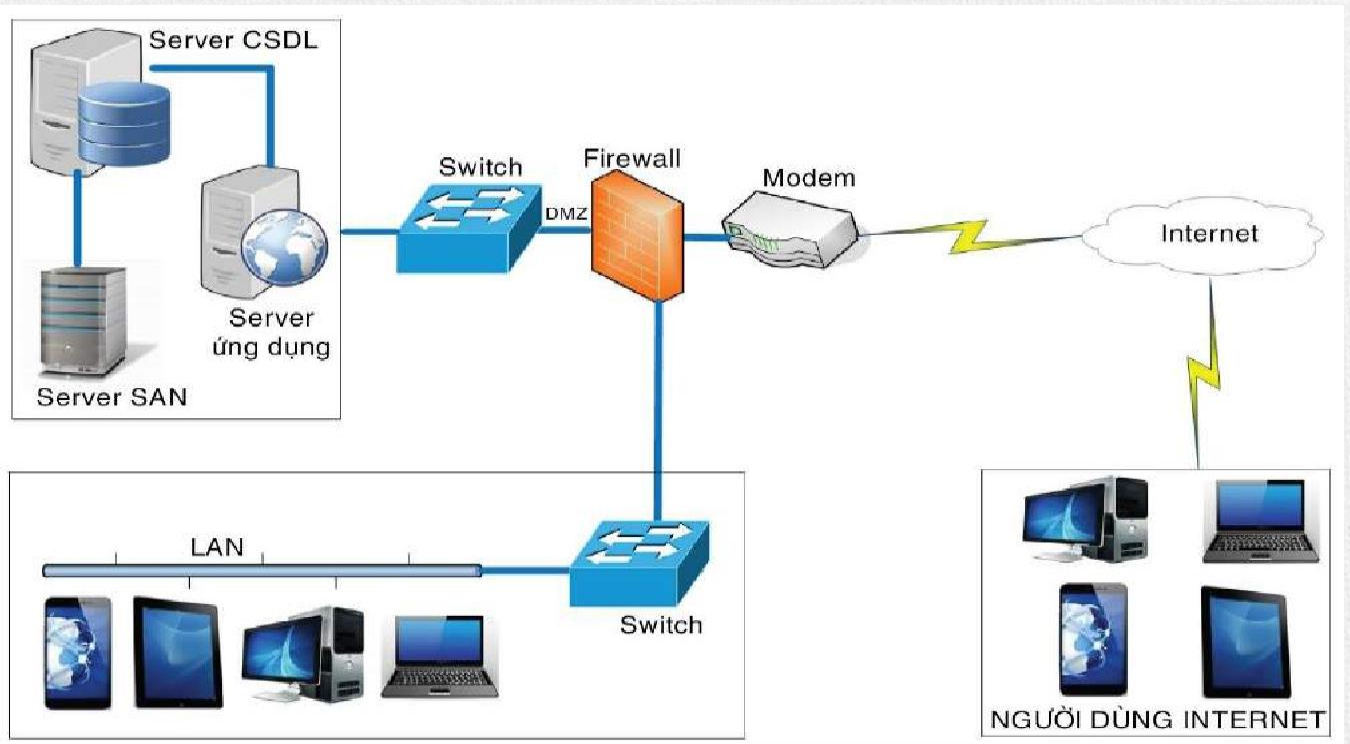 Server CSDL
Server
ứng dụng
Server SAN
Switch
DMZ
Firewall
Modem
Internet
LAN
Switch
NGƯỜI DÙNG INTERNET